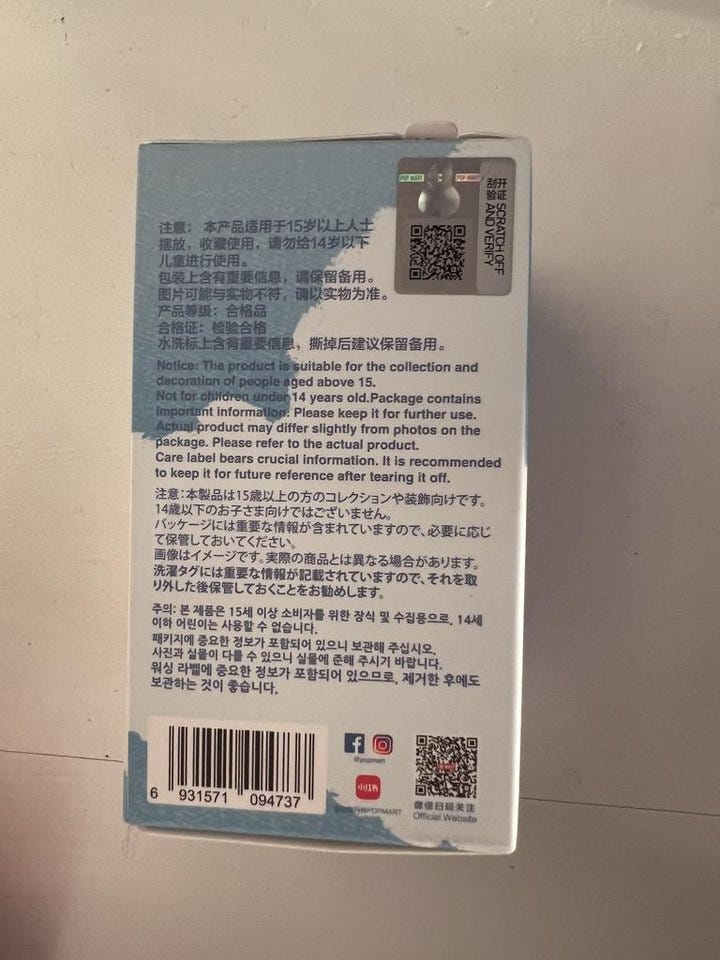 POP MART
POP MART
刮开
验证
SCRATCH OFF
AND VERIFY
注意： 本产品适用于15岁以上人士
摆放，收藏使用，请勿给14岁以下
儿童进行使用。
包装上含有重要信息，请保留备用。
图片可能与实物不符，请以实物为准。
产品等级：合格品
合格证：检验合格
水洗标上含有重要信息，撕掉后建议保留备用。
Notice: The product is suitable for the collection and
decoration of people aged above 15.
Not for children under 14 years old.Package contains
Important information. Please keep it for further use.
Actual product may differ slightly from photos on the
package. Please refer to the actual product.
Care label bears crucial information. It is recommended
to keep it for future reference after tearing it off.
注意：本製品は15歳以上の方のコレクションや装飾向けです。
14歳以下のお子さま向けではございません。
パッケージには重要な情報が含まれていますので、必要に応じ
て保管しておいてください。
画像はイメージです。実際の商品とは異なる場合があります。
洗濯タグには重要な情報が記載されていますので、それを取
り外した後保管しておくことをお勧めします。
주의: 본 제품은 15세 이상 소비자를 위한 장식 및 수집용으로, 14세
이하 어린이는 사용할 수 없습니다.
패키지에 중요한 정보가 포함되어 있으니 보관해 주십시오.
사진과 실물이 다를 수 있으니 실물에 준해 주시기 바랍니다.
워싱 라벨에 중요한 정보가 포함되어 있으므로, 제거한 후에도
보관하는 것이 좋습니다.
6 931571 094737
@popmart
小红书
POPMART
微信扫码关注
Official Website